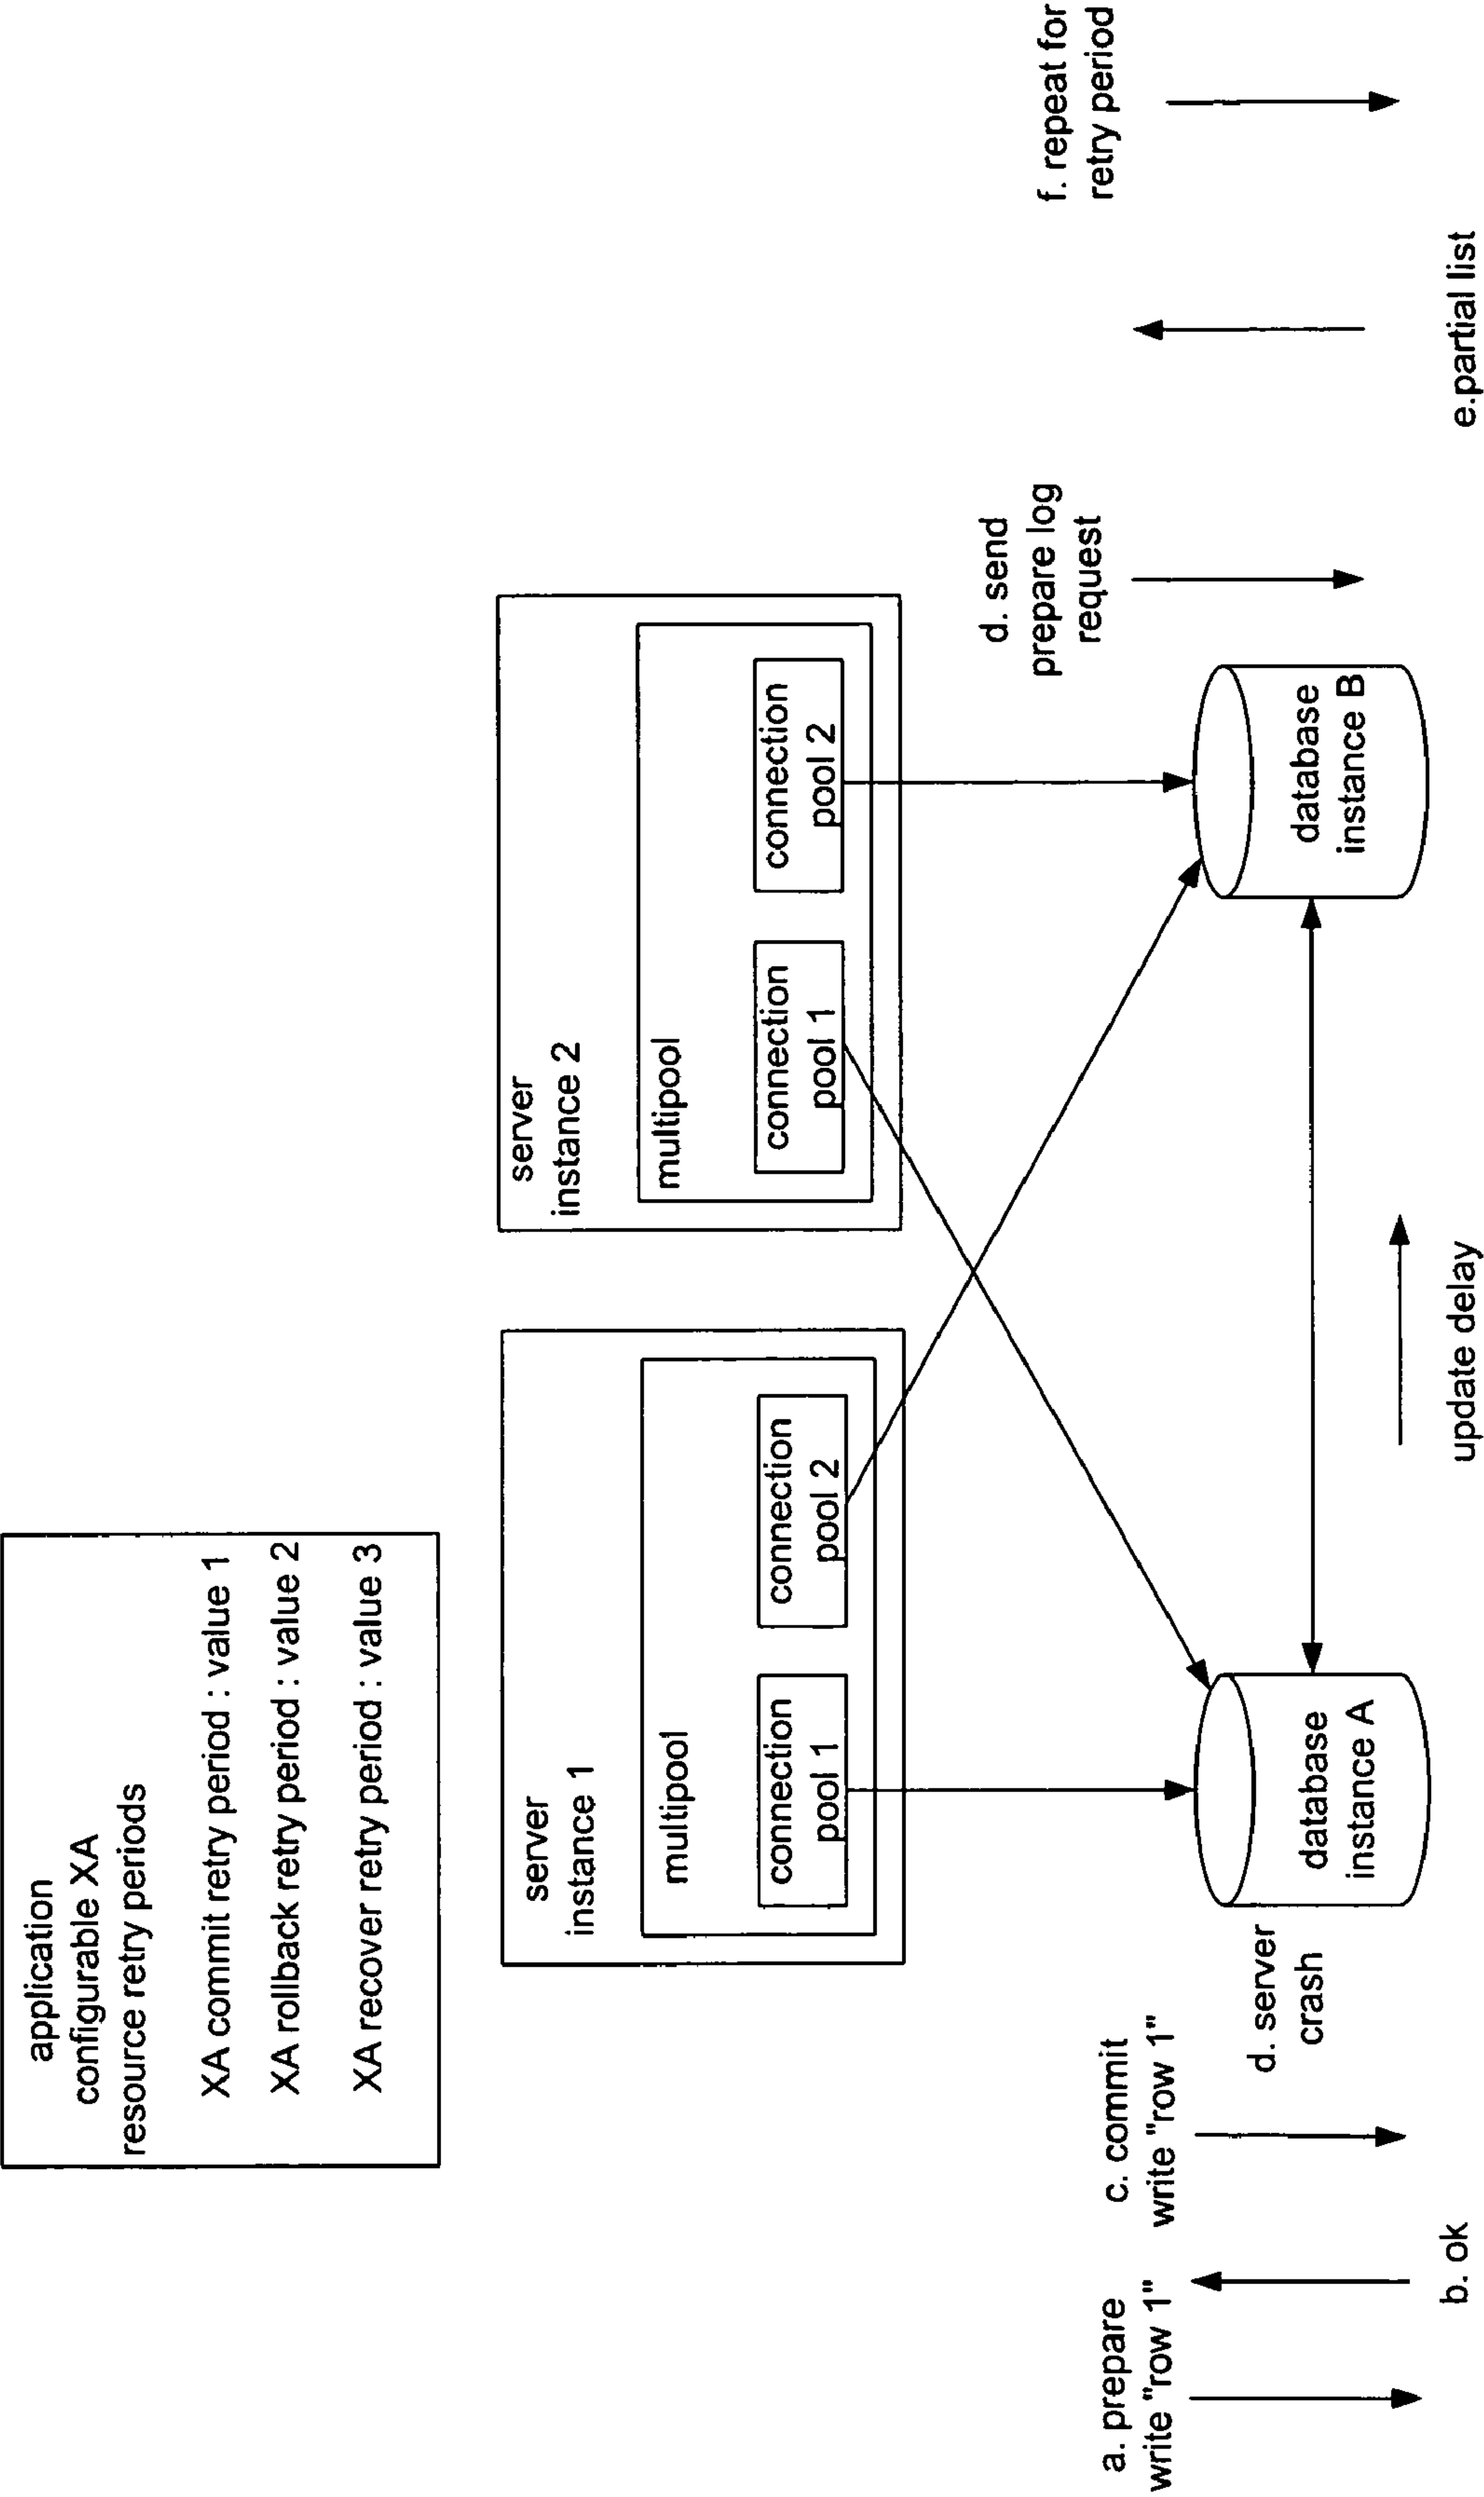 application
configurable XA
resource retry periods
XA commit retry period : value 1
XA rollback retry period : value 2
XA recover retry period : value 3
server
instance 1
multipool
connection
pool 1
connection
pool 2
server
instance 2
multipool
connection
pool 1
connection
pool 2
a. prepare
write "row 1"
b. ok
c. commit
write "row 1"
d. server
crash
database
instance A
update delay
database
instance B
d. send
prepare log
request
e.partial list
f. repeat for
retry period